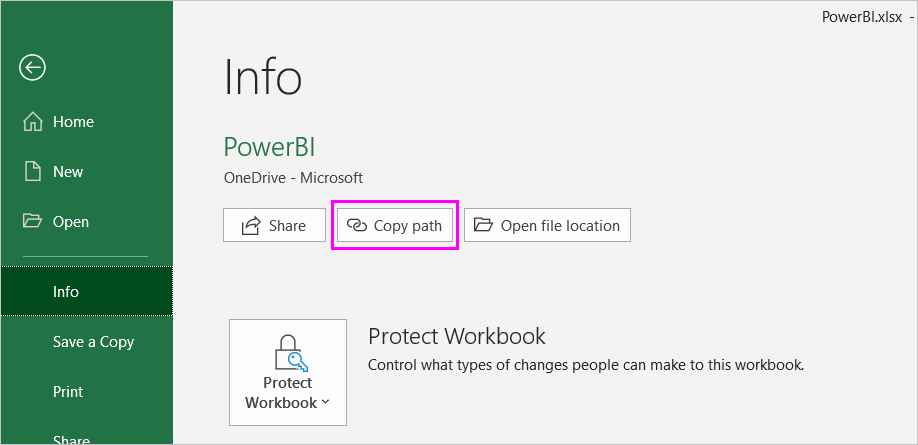 PowerBI.xlsx -
Info
Home
New
Open
Info
Save a Copy
Print
Share
PowerBI
OneDrive - Microsoft
Share
Copy path
Open file location
Protect
Workbook
Protect Workbook
Control what types of changes people can make to this workbook.